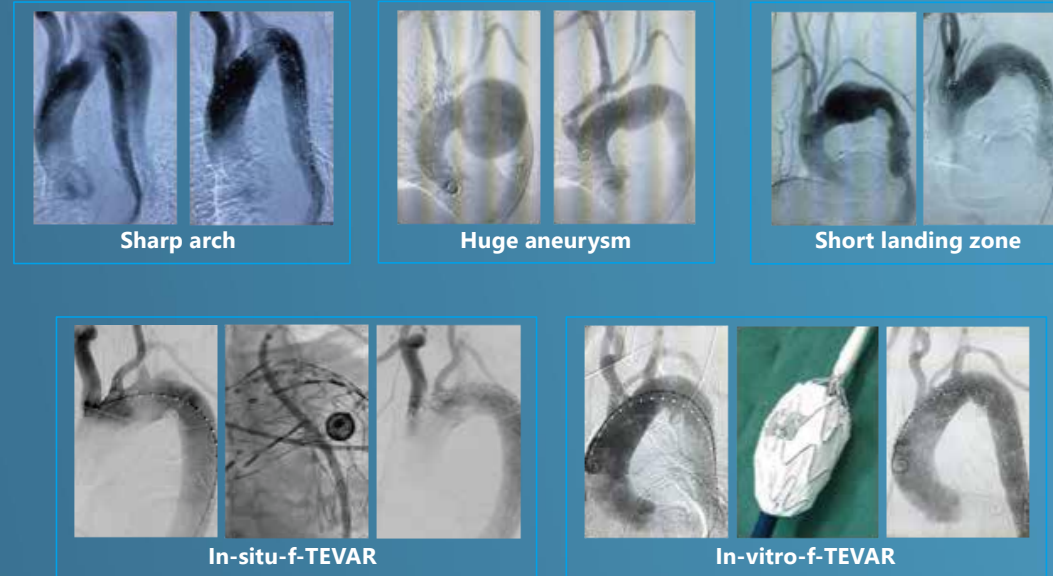 Sharp arch
Huge aneurysm
Short landing zone
In-situ-f-TEVAR
In-vitro-f-TEVAR